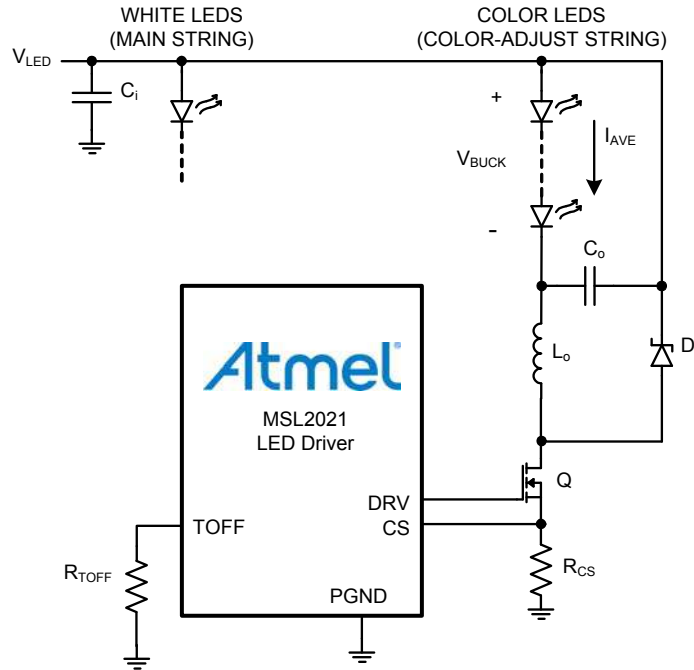 WHITE LEDS
(MAIN STRING)
COLOR LEDS
(COLOR-ADJUST STRING)
VLED
Ci
+
IAVE
VBUCK
-
Co
Lo
D
Atmel
MSL2021
LED Driver
Q
DRV
CS
TOFF
RTOFF
RCS
PGND